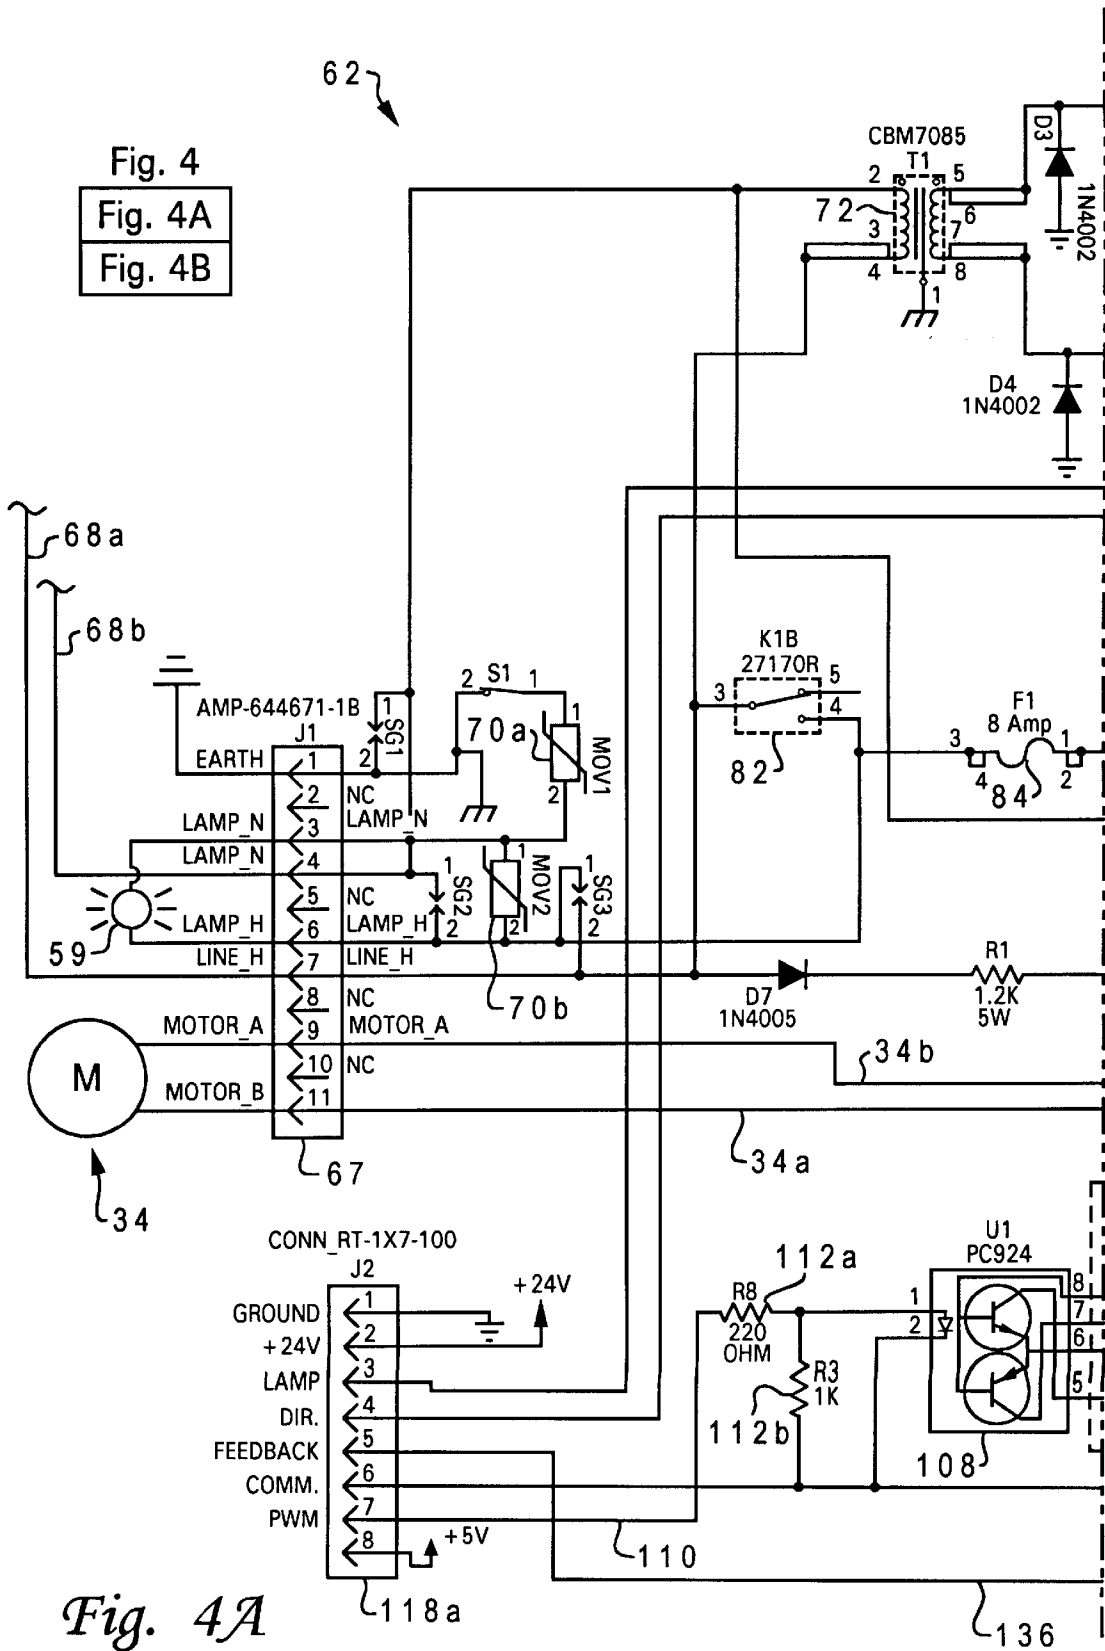 62
Fig. 4
Fig. 4A
Fig. 4B
CBM7085
T1
2
5
72
6
3
7
4
8
1
D3
1N4002
D4
1N4002
68a
68b
K1B
27170R
3
5
4
82
F1
8 Amp
3
1
4
2
84
AMP-644671-1B
J1
1
SG1
2
2
S1
1
70a
1
MOV1
2
EARTH
1
2
NC
LAMP_N
3
LAMP_N
LAMP_N
4
5
NC
LAMP_H
6
LAMP_H
LINE_H
7
LINE_H
8
NC
MOTOR_A
9
MOTOR_A
10
NC
MOTOR_B
11
1
SG2
2
1
MOV2
2
70b
1
SG3
2
59
D7
1N4005
R1
1.2K
5W
34b
34a
M
34
67
CONN_RT-1X7-100
J2
GROUND
1
+24V
+24V
2
LAMP
3
DIR.
4
FEEDBACK
5
COMM.
6
PWM
7
8
+5V
112a
R8
220
OHM
R3
1K
112b
U1
PC924
1
2
8
7
6
5
108
110
118a
136
Fig. 4A